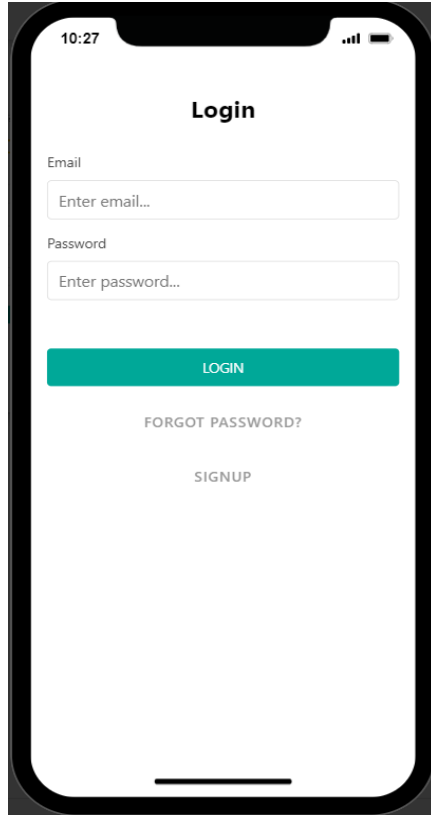 10:27
Login
Email
Enter email...
Password
Enter password...
LOGIN
FORGOT PASSWORD?
SIGNUP